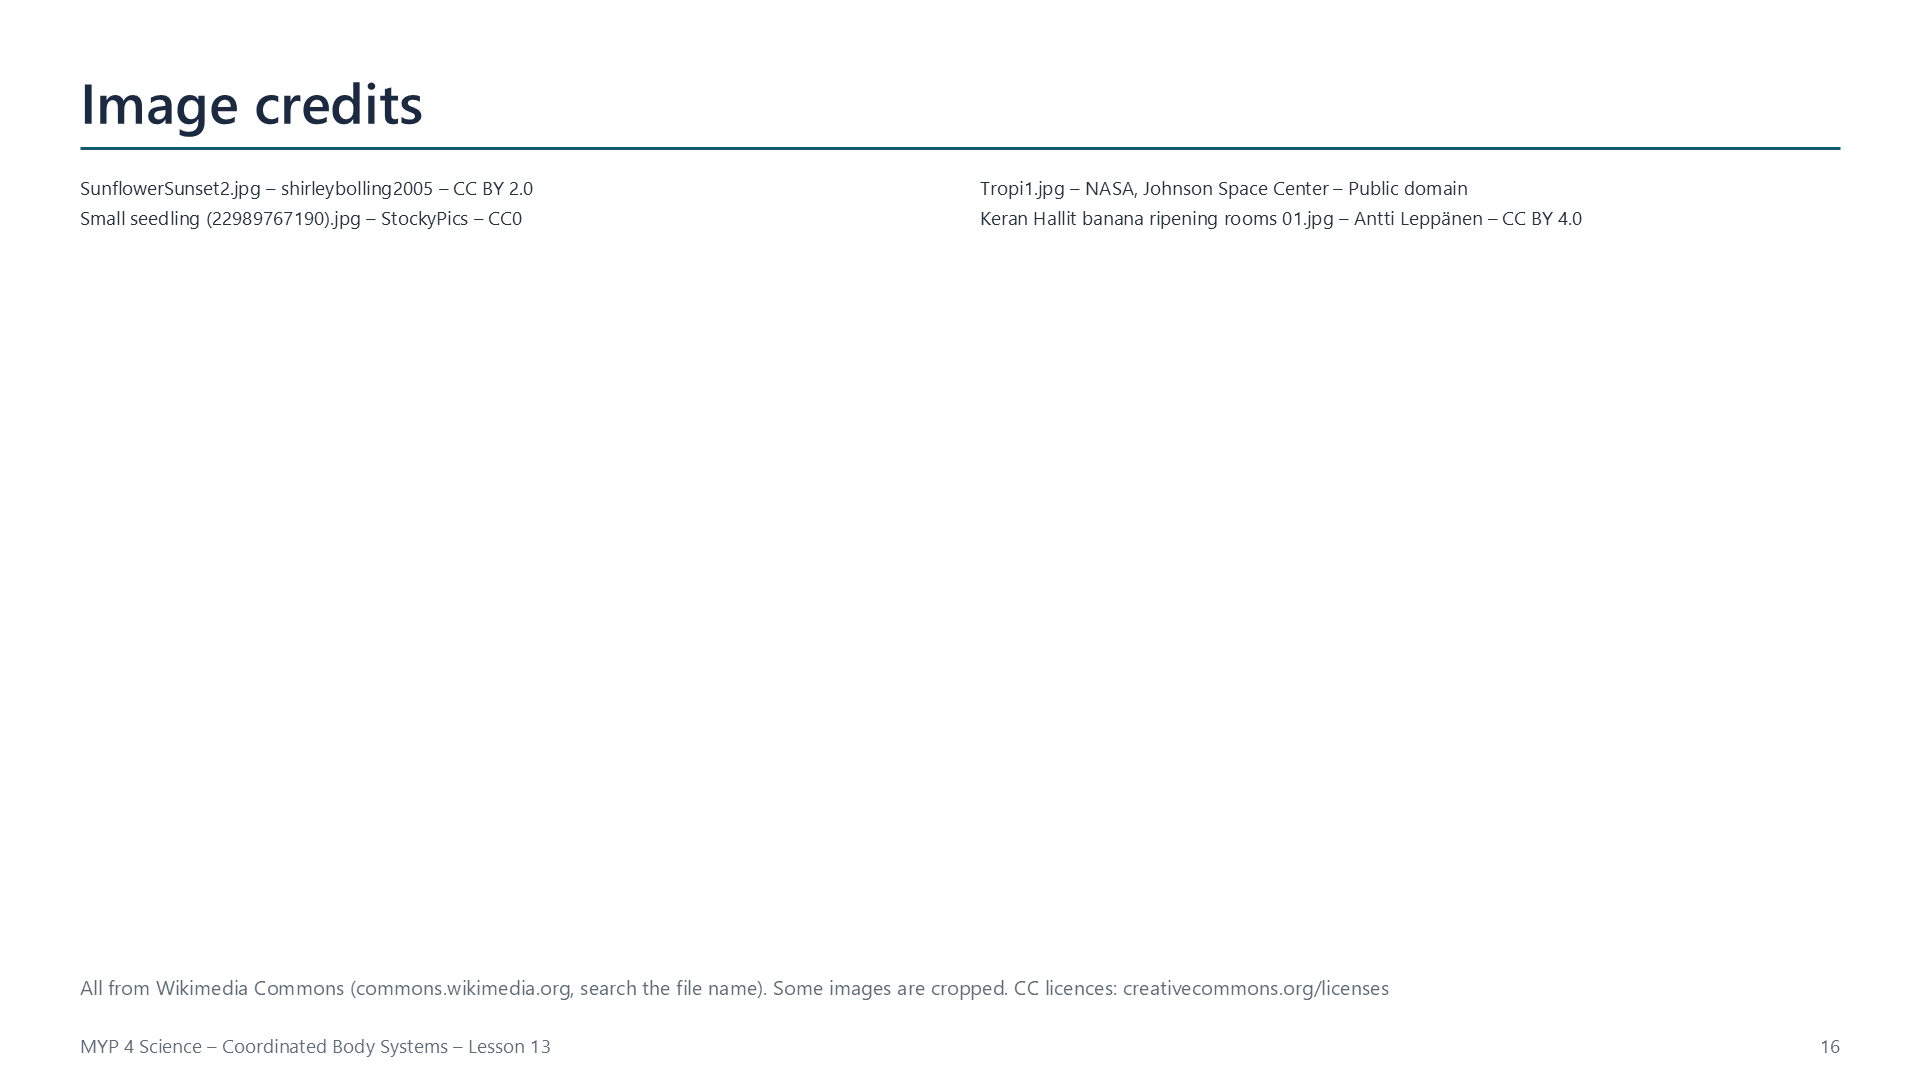 Image credits
SunflowerSunset2.jpg – shirleybolling2005 – CC BY 2.0
Small seedling (22989767190).jpg – StockyPics – CC0
Tropi1.jpg – NASA, Johnson Space Center – Public domain
Keran Hallit banana ripening rooms 01.jpg – Antti Leppänen – CC BY 4.0
All from Wikimedia Commons (commons.wikimedia.org, search the file name). Some images are cropped. CC licences: creativecommons.org/licenses
MYP 4 Science – Coordinated Body Systems – Lesson 13
16